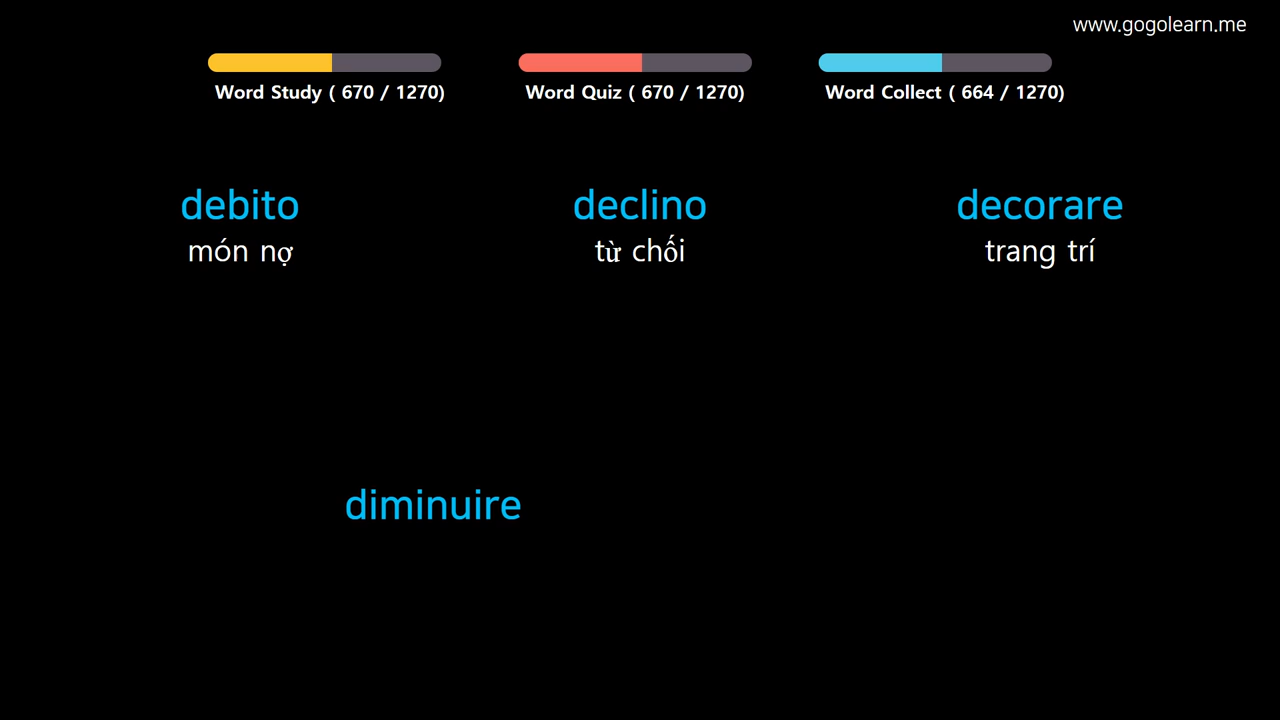 www.gogolearn.me
Word Study ( 670 / 1270)
Word Quiz ( 670 / 1270)
Word Collect ( 664 / 1270)
debito
món nợ
declino
từ chối
decorare
trang trí
diminuire